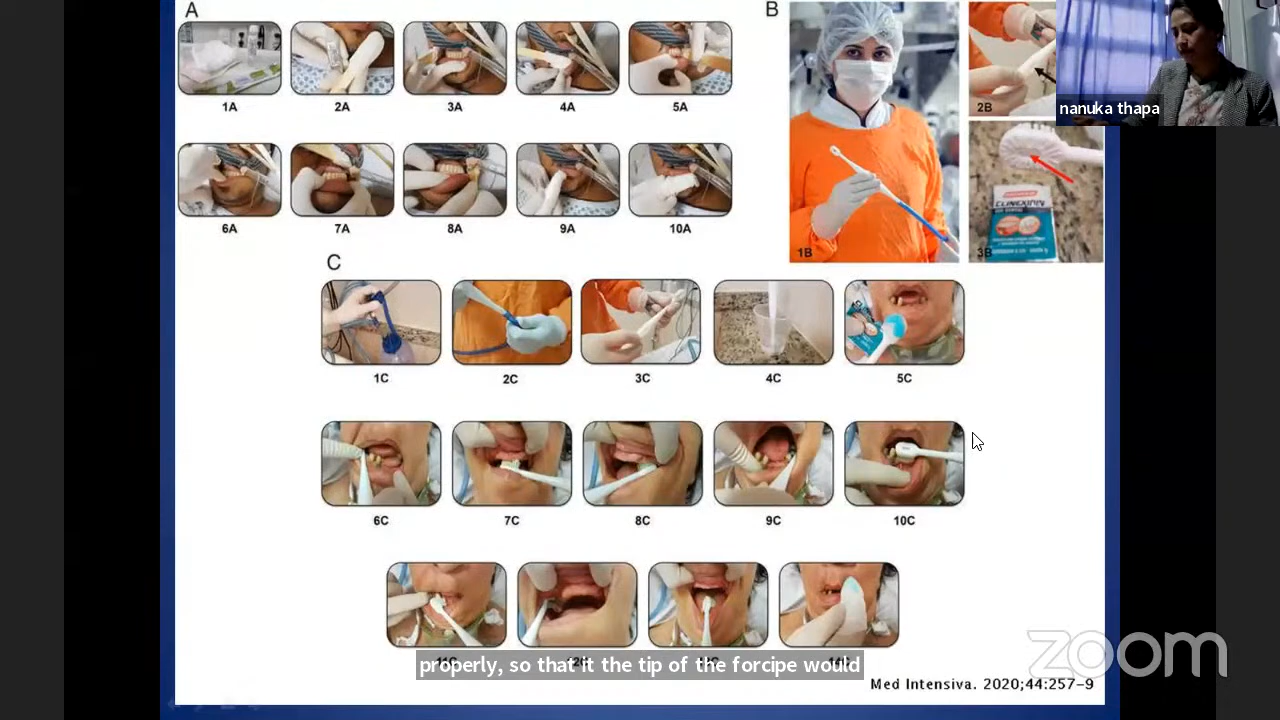 A
B
1A
2A
3A
4A
5A
6A
7A
8A
9A
10A
1B
2B
3B
nanuka thapa
C
1C
2C
3C
4C
5C
6C
7C
8C
9C
10C
properly, so that it the tip of the forcipe would
zoom
Med Intensiva. 2020;44:257-9